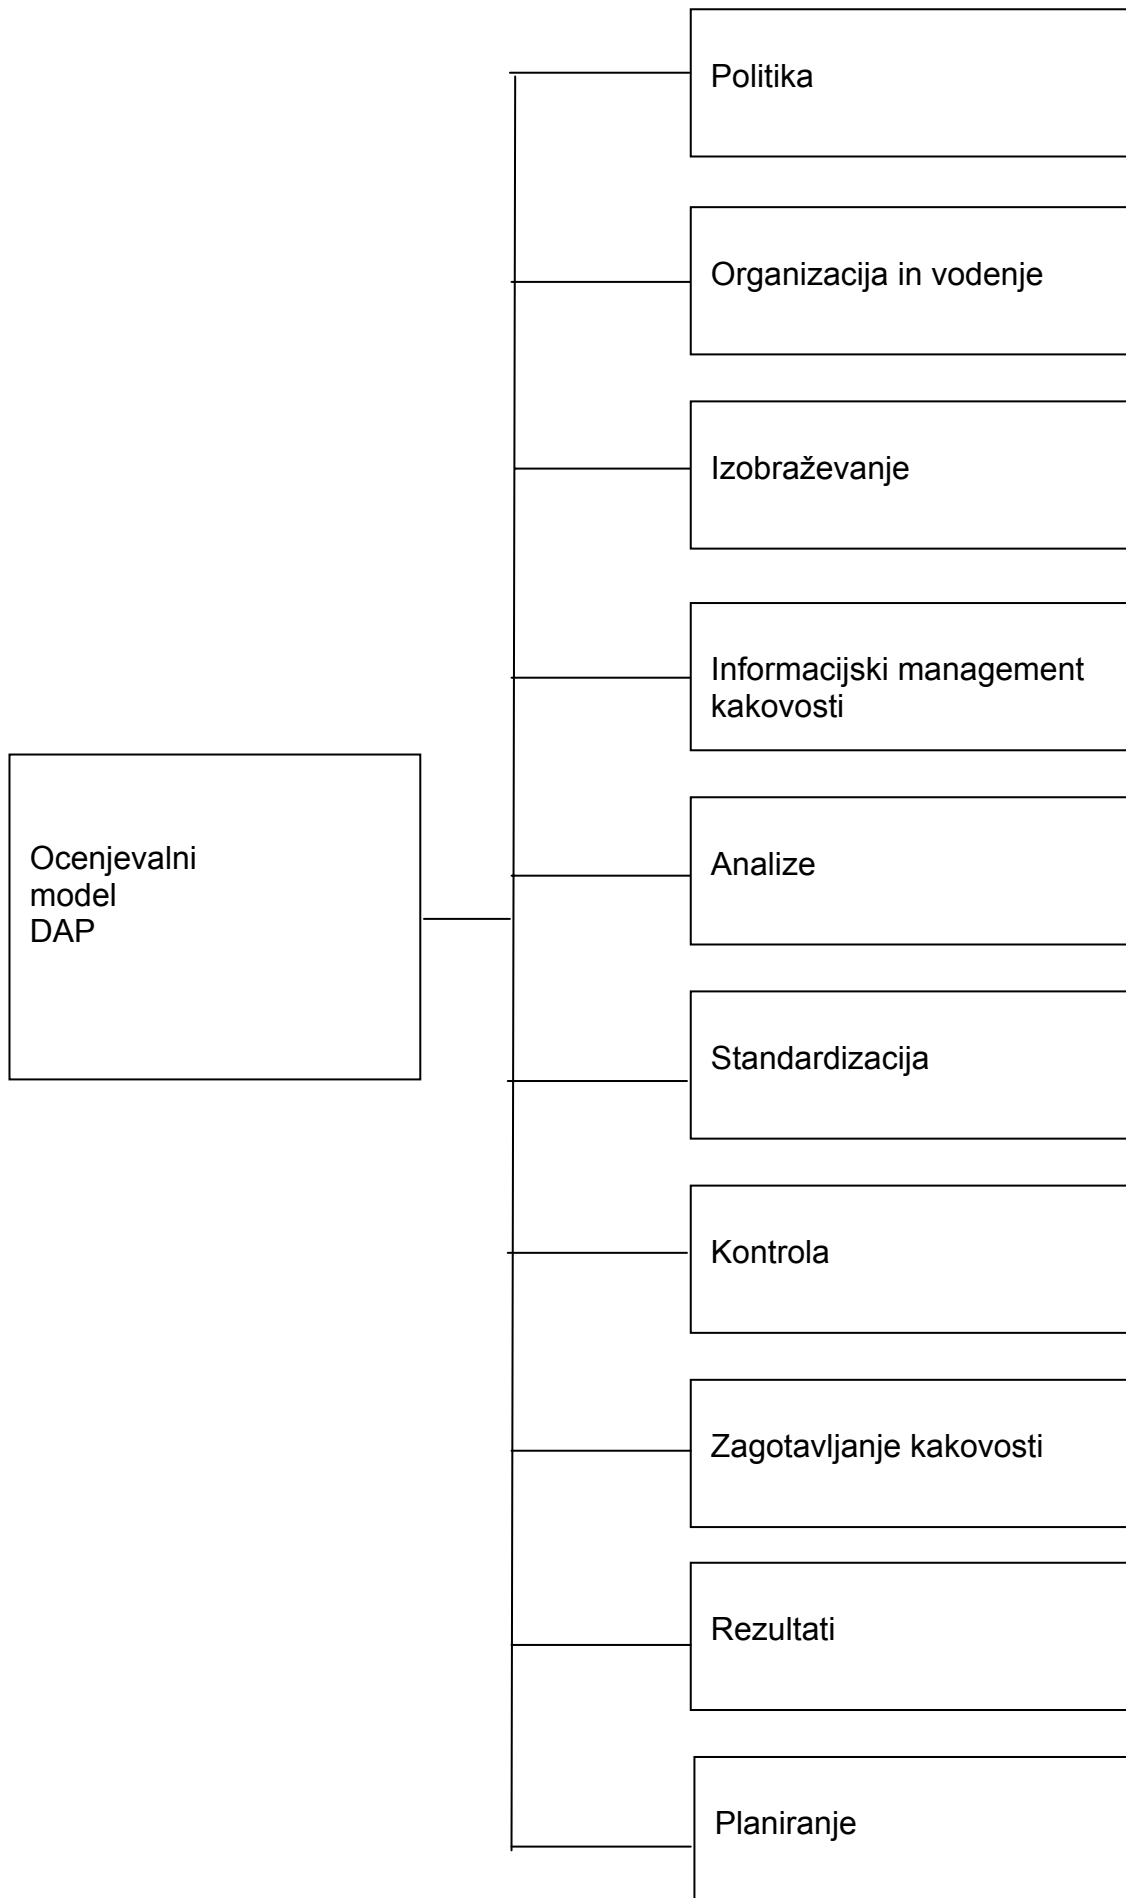 Politika
Organizacija in vodenje
Izobraževanje
Informacijski management
kakovosti
Ocenjevalni
model
DAP
Analize
Standardizacija
Kontrola
Zagotavljanje kakovosti
Rezultati
Planiranje